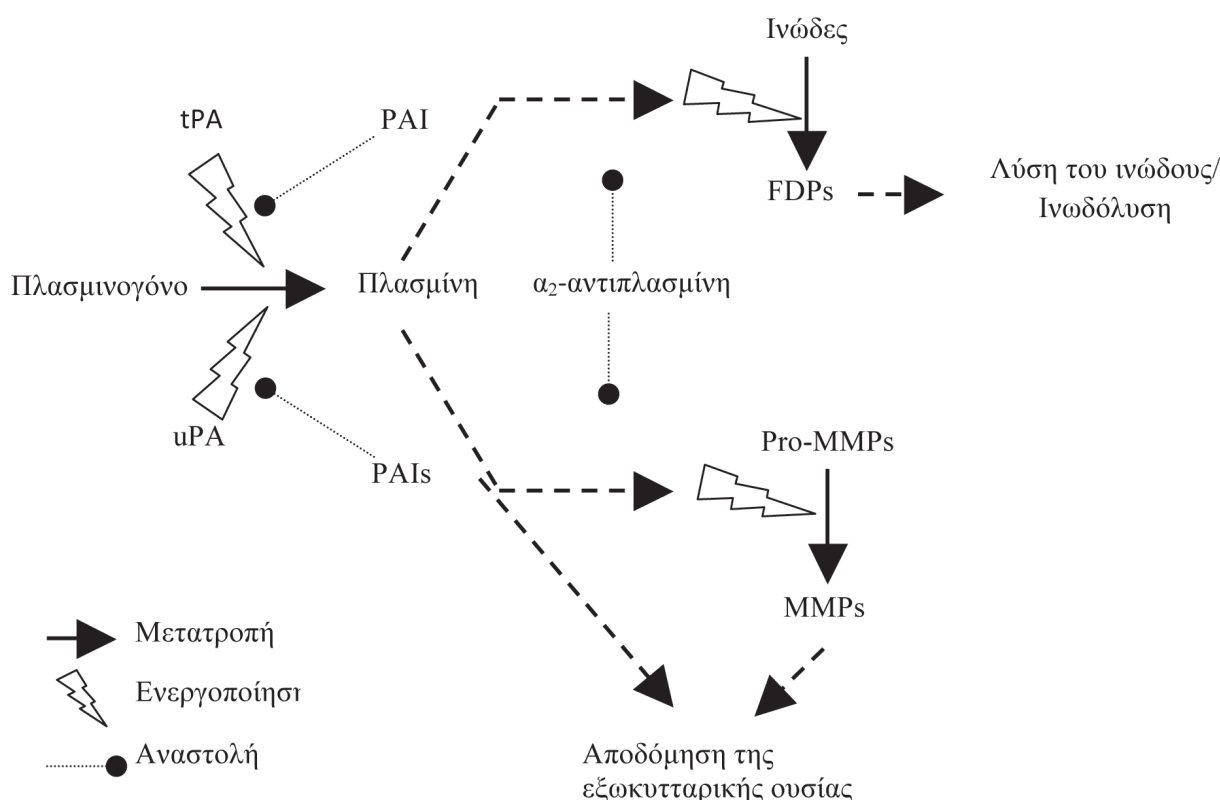 Ινώδες
tPA
PAI
FDPs
Λύση του ινώδους/
Ινωδόλυση
Πλασμινογόνο
Πλασμίνη
α₂-αντιπλασμίνη
uPA
PAIs
Pro-MMPs
MMPs
Μετατροπή
Ενεργοποίησι
Αναστολή
Αποδόμηση της
εξωκυτταρικής ουσίας